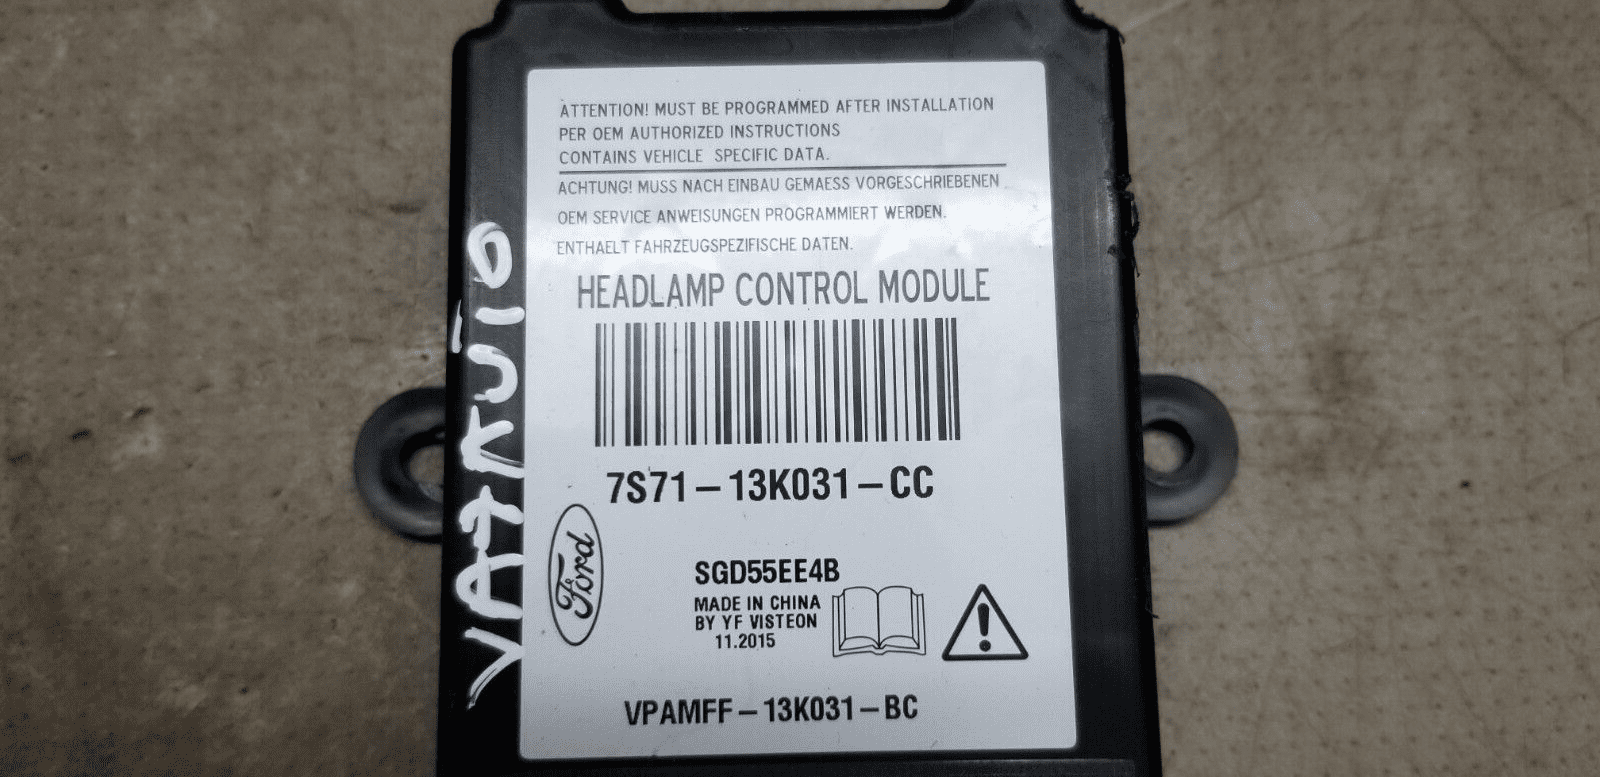 ATTENTION! MUST BE PROGRAMMED AFTER INSTALLATION
PER OEM AUTHORIZED INSTRUCTIONS
CONTAINS VEHICLE SPECIFIC DATA.
ACHTUNG! MUSS NACH EINBAU GEMAESS VORGESCHRIEBENEN
OEM SERVICE ANWEISUNGEN PROGRAMMIERT WERDEN.
ENTHAELT FAHRZEUGSPEZIFISCHE DATEN.
HEADLAMP CONTROL MODULE
7S71-13K031-CC
Ford
SGD55EE4B
MADE IN CHINA
BY YF VISTEON
11.2015
VPAMFF-13K031-BC